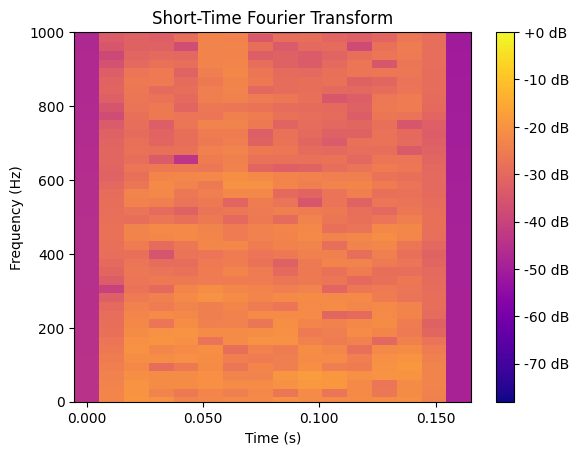 Short-Time Fourier Transform
Frequency (Hz)
1000
800
600
400
200
0
0.000
0.050
0.100
0.150
Time (s)
+0 dB
-10 dB
-20 dB
-30 dB
-40 dB
-50 dB
-60 dB
-70 dB